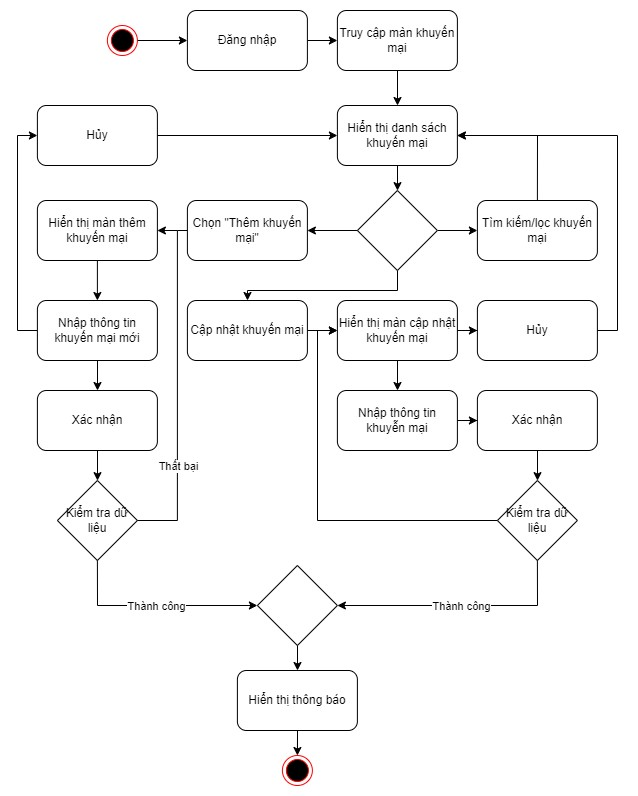 Đăng nhập
Truy cập màn khuyến
mại
Hủy
Hiển thị danh sách
khuyến mại
Hiển thị màn thêm
khuyến mại
Chọn "Thêm khuyến
mại"
Tìm kiếm/lọc khuyến
mại
Nhập thông tin
khuyến mại mới
Cập nhật khuyến mại
Hiển thị màn cập nhật
khuyến mại
Hủy
Xác nhận
Nhập thông tin
khuyễn mại
Xác nhận
Thất bại
Kiểm tra dữ
liệu
Kiểm tra dữ
liệu
Thành công
Thành công
Hiển thị thông báo